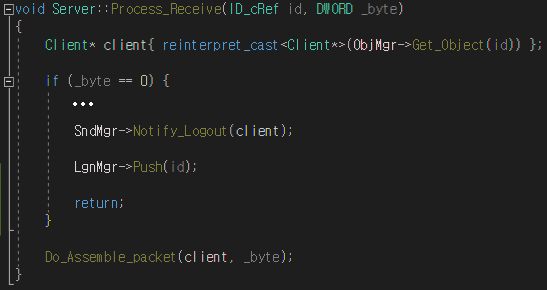 void Server::Process_Receive(ID_cRef id, DWORD _byte)
{
Client* client{ reinterpret_cast<Client*>(ObjMgr->Get_Object(id)) };
if (_byte == 0) {
•••
SndMgr->Notify_Logout(client);
LgnMgr->Push(id);
return;
}
Do_Assemble_packet(client, _byte);
}